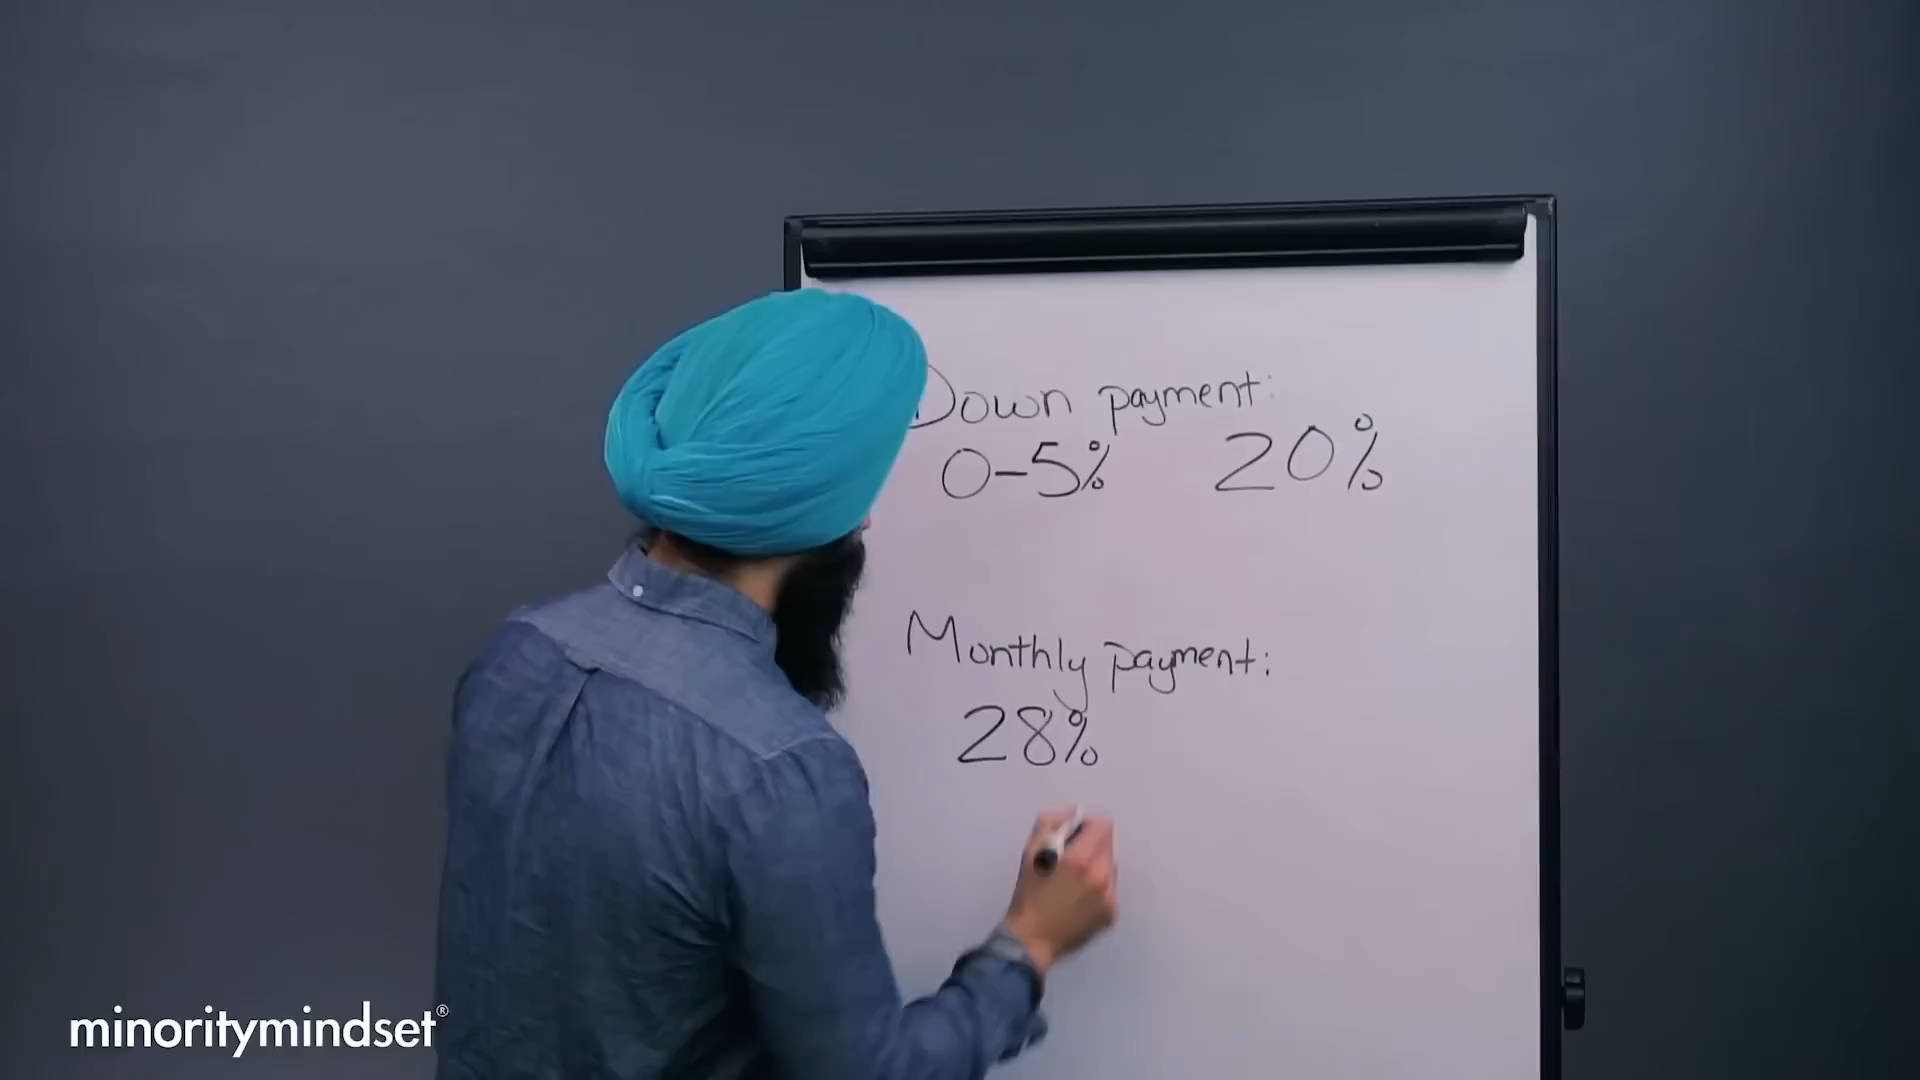 Down payment:
0-5% 20%
Monthly payment:
28%
minoritymindset®